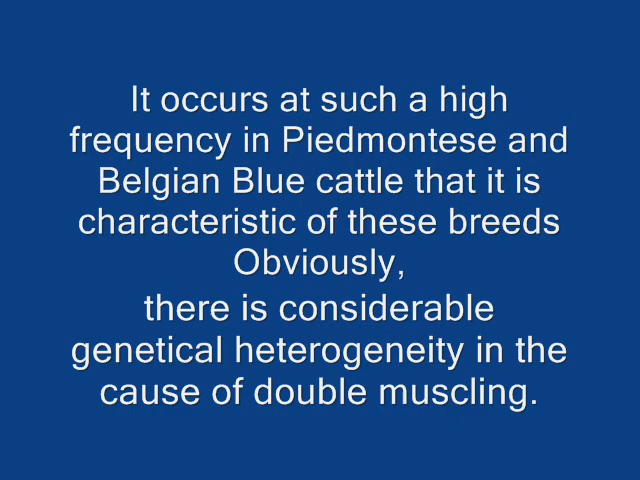 It occurs at such a high
frequency in Piedmontese and
Belgian Blue cattle that it is
characteristic of these breeds
Obviously,
there is considerable
genetical heterogeneity in the
cause of double muscling.